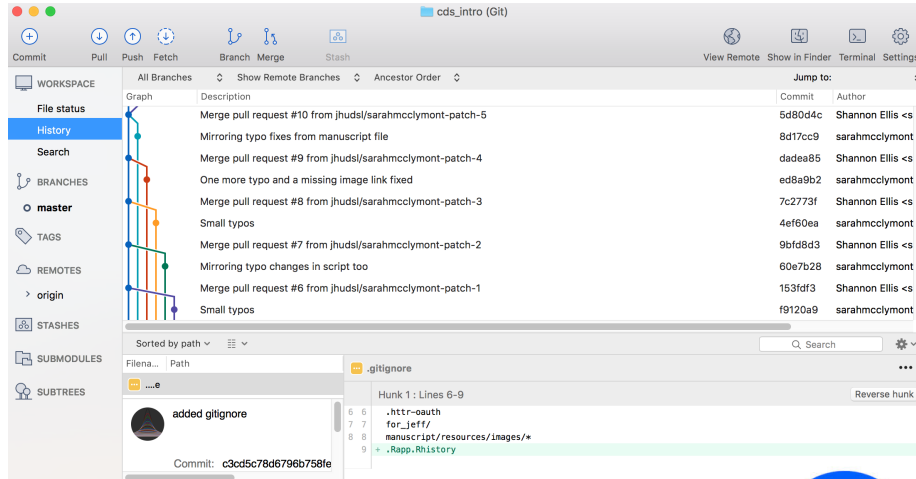 cds_intro (Git)
Commit Pull Push Fetch Branch Merge Stash View Remote Show in Finder Terminal Settings
WORKSPACE
File status
History
Search
BRANCHES
master
TAGS
REMOTES
origin
STASHES
SUBMODULES
SUBTREES
All Branches Show Remote Branches Ancestor Order Jump to:
Graph Description Commit Author
Merge pull request #10 from jhudsl/sarahmcclymont-patch-5 5d80d4c Shannon Ellis <s
Mirroring typo fixes from manuscript file 8d17cc9 sarahmcclymont
Merge pull request #9 from jhudsl/sarahmcclymont-patch-4 dadea85 Shannon Ellis <s
One more typo and a missing image link fixed ed8a9b2 sarahmcclymont
Merge pull request #8 from jhudsl/sarahmcclymont-patch-3 7c2773f Shannon Ellis <s
Small typos 4ef60ea sarahmcclymont
Merge pull request #7 from jhudsl/sarahmcclymont-patch-2 9bfd8d3 Shannon Ellis <s
Mirroring typo changes in script too 60e7b28 sarahmcclymont
Merge pull request #6 from jhudsl/sarahmcclymont-patch-1 153fdf3 Shannon Ellis <s
Small typos f9120a9 sarahmcclymont
Sorted by path Search
Filena... Path
....e
added gitignore
Commit: c3cd5c78d6796b758fe
.gitignore
Hunk 1 : Lines 6-9 Reverse hunk
6 6 .httr-oauth
7 7 for_jeff/
8 8 manuscript/resources/images/*
9 + .Rapp.Rhistory